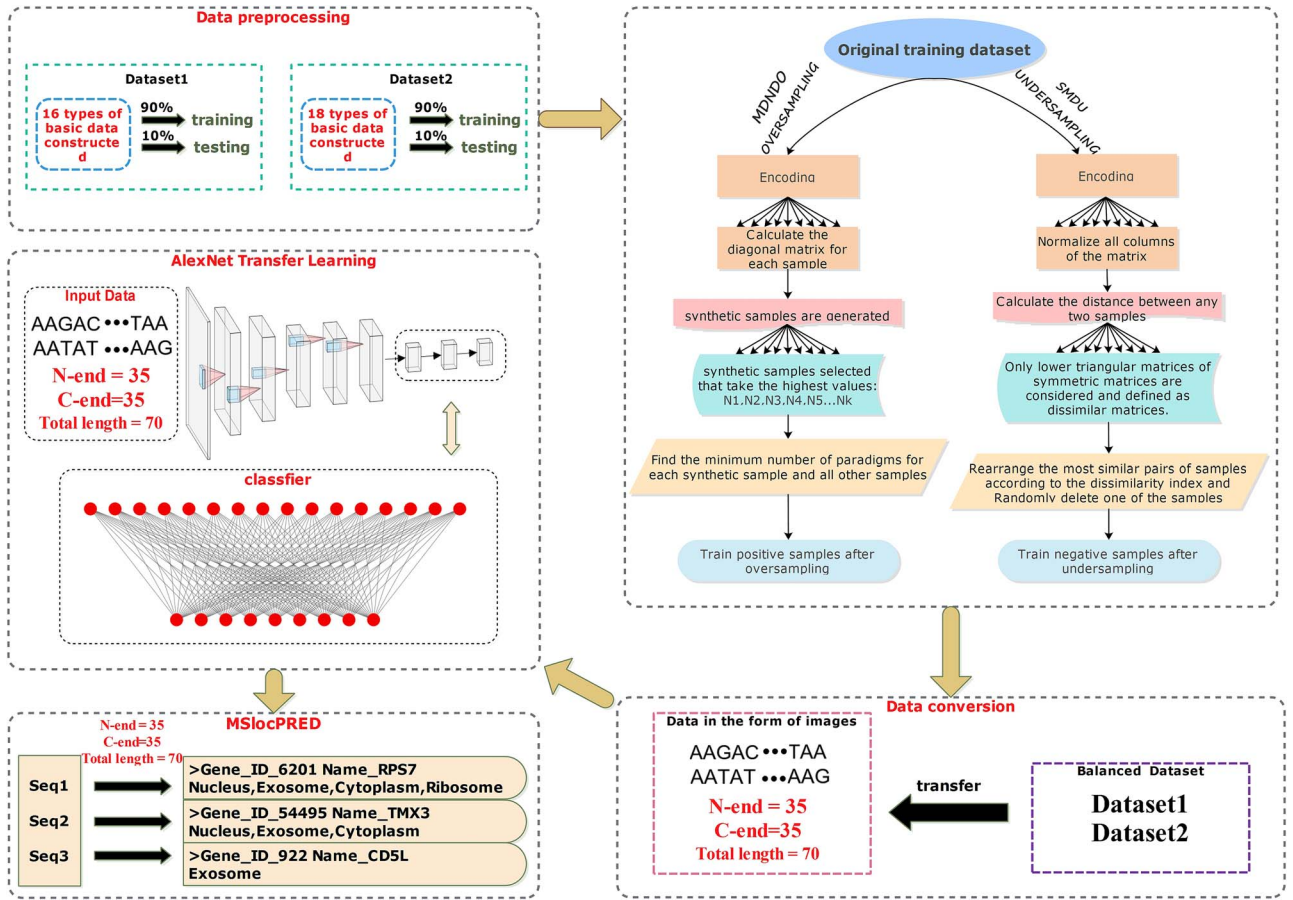 Data preprocessing
Dataset1
16 types of
basic data
constructe
d
90%
training
10%
testing
Dataset2
18 types of
basic data
constructe
d
90%
training
10%
testing
Original training dataset
MDNDO
OVERSAMPLING
SMDU
UNDERSAMPLING
Encoding
Calculate the
diagonal matrix for
each sample
synthetic samples are generated
synthetic samples selected
that take the highest values:
N1,N2,N3,N4,N5...Nk
Find the minimum number of paradigms for
each synthetic sample and all other samples
Train positive samples after
oversampling
Encoding
Normalize all columns
of the matrix
Calculate the distance between any
two samples
Only lower triangular matrices of
symmetric matrices are
considered and defined as
dissimilar matrices.
Rearrange the most similar pairs of samples
according to the dissimilarity index and
Randomly delete one of the samples
Train negative samples after
undersampling
AlexNet Transfer Learning
Input Data
AAGAC •••TAA
AATAT •••AAG
N-end = 35
C-end=35
Total length = 70
classfier
MSlocPRED
N-end = 35
C-end=35
Total length = 70
Seq1
>Gene_ID_6201 Name_RPS7
Nucleus,Exosome,Cytoplasm,Ribosome
Seq2
>Gene_ID_54495 Name_TMX3
Nucleus,Exosome,Cytoplasm
Seq3
>Gene_ID_922 Name_CD5L
Exosome
Data conversion
Data in the form of images
AAGAC •••TAA
AATAT •••AAG
N-end = 35
C-end=35
Total length = 70
transfer
Balanced Dataset
Dataset1
Dataset2